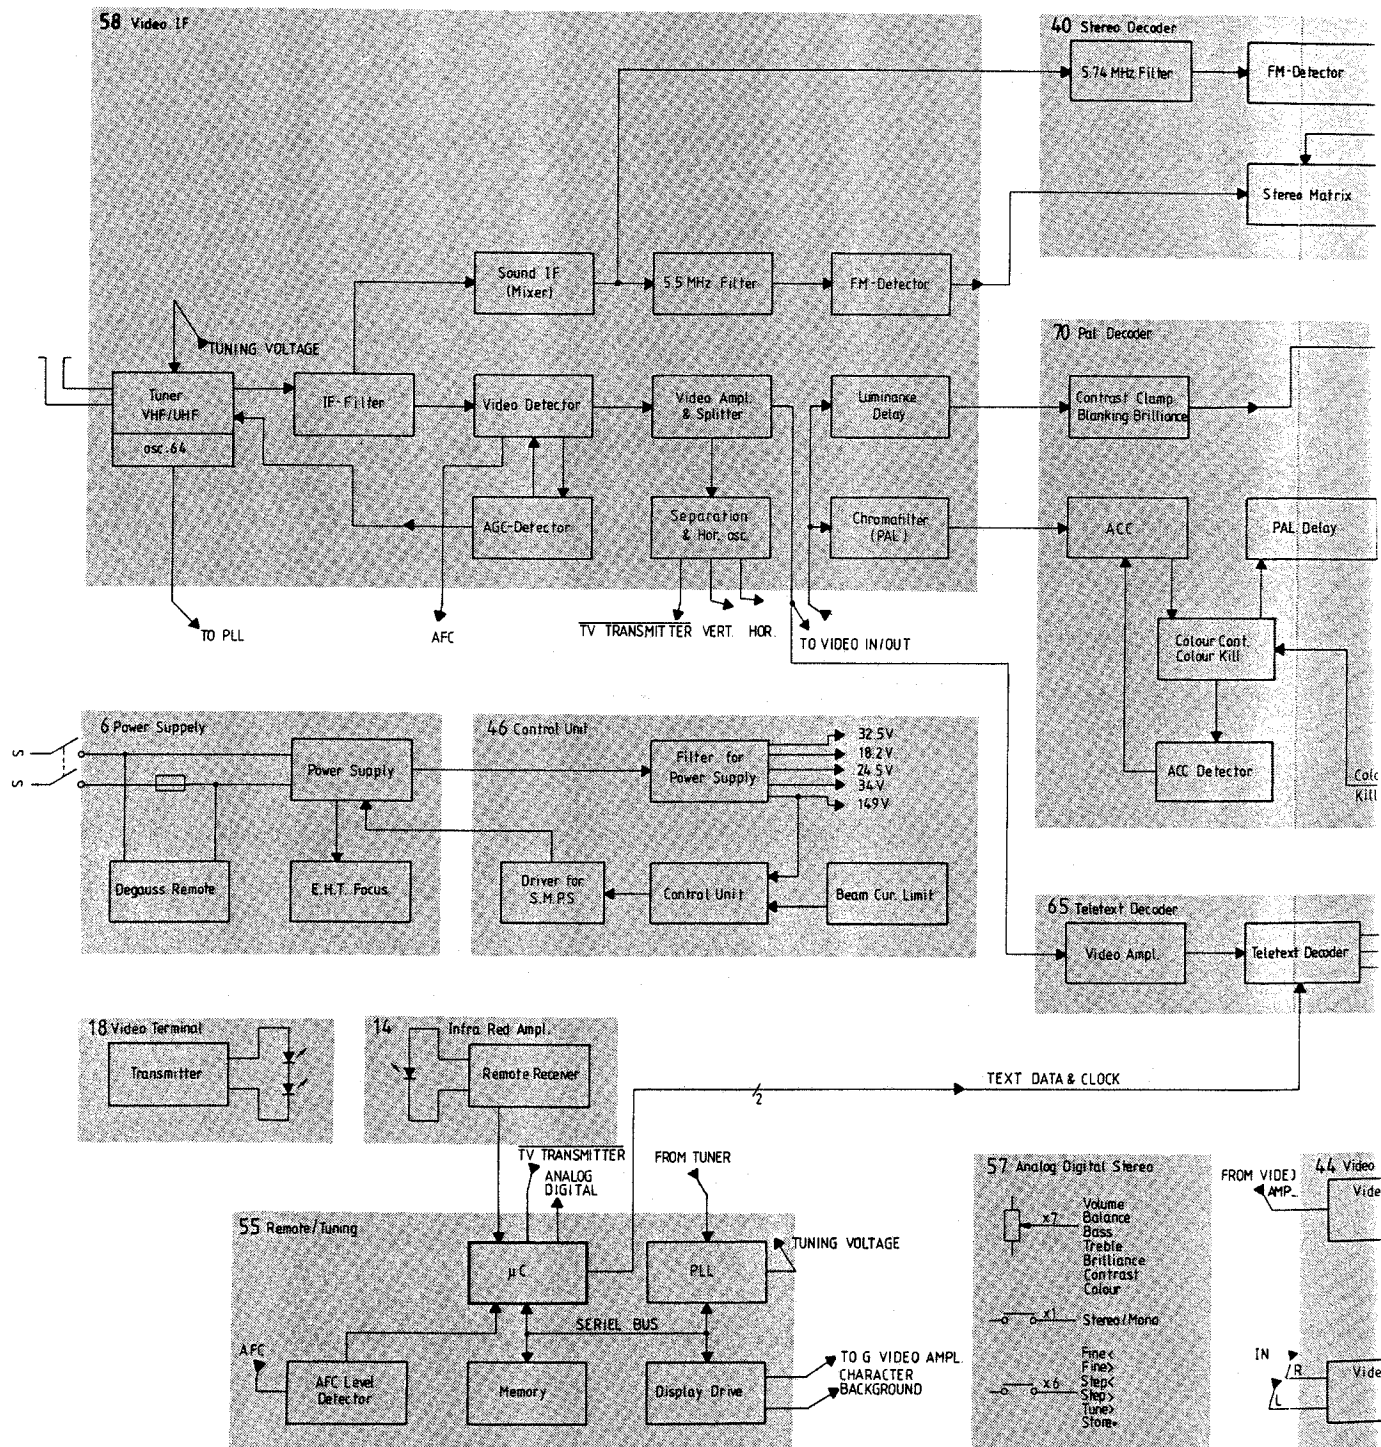 58 Video IF
40 Stereo Decoder
5.74 MHz Filter
FM-Detector
Stereo Matrix
Sound IF
(Mixer)
5.5 MHz Filter
FM-Detector
TUNING VOLTAGE
Tuner
VHF/UHF
osc.64
IF-Filter
Video Detector
Video Ampl.
& Splitter
Luminance
Delay
AGC-Detector
Separation
& Hor. osc.
Chromafilter
(PAL)
TO PLL
AFC
TV TRANSMITTER VERT. HOR.
TO VIDEO IN/OUT
70 Pal Decoder
Contrast Clamp
Blanking Brilliance
ACC
PAL Delay
Colour Cont.
Colour Kill
ACC Detector
Kill
6 Power Suppely
S
S
Power Supply
Degauss Remote
E.H.T. Focus
46 Control Unit
Filter for
Power Supply
32.5V
18.2V
24.5V
34V
149V
Driver for
S.M.P.S
Control Unit
Beam Cur. Limit
65 Teletext Decoder
Video Ampl.
Teletext Decoder
18 Video Terminal
Transmitter
14 Infra Red Ampl.
Remote Receiver
2
TEXT DATA & CLOCK
TV TRANSMITTER
ANALOG
DIGITAL
FROM TUNER
55 Remote/Tuning
µC
PLL
TUNING VOLTAGE
SERIEL BUS
AFC
AFC Level
Detector
Memory
Display Drive
TO G VIDEO AMPL.
CHARACTER
BACKGROUND
57 Analog Digital Stereo
x7
Volume
Balance
Bass
Treble
Brilliance
Contrast
Colour
x1
Stereo/Mono
x6
Fine<
Fine>
Step<
Step>
Tune>
Store•
FROM VIDEO
AMP.
44 Video
IN
R
L